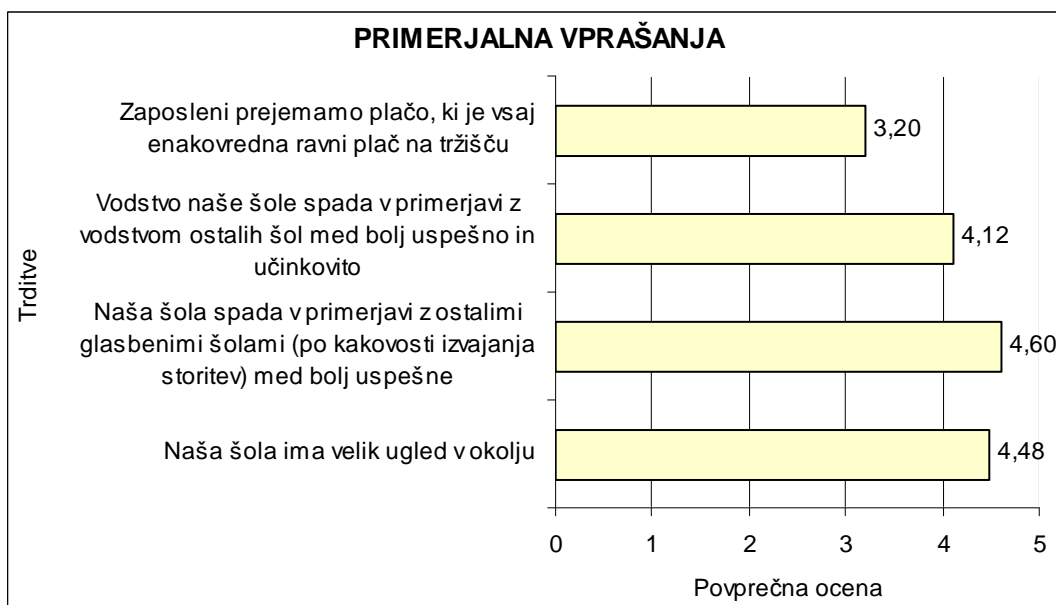 PRIMERJALNA VPRAŠANJA
Trditve
Zaposleni prejemamo plačo, ki je vsaj
enakovredna ravni plač na tržišču
3,20
Vodstvo naše šole spada v primerjavi z
vodstvom ostalih šol med bolj uspešno in
učinkovito
4,12
Naša šola spada v primerjavi z ostalimi
glasbenimi šolami (po kakovosti izvajanja
storitev) med bolj uspešne
4,60
Naša šola ima velik ugled v okolju
4,48
0 1 2 3 4 5
Povprečna ocena